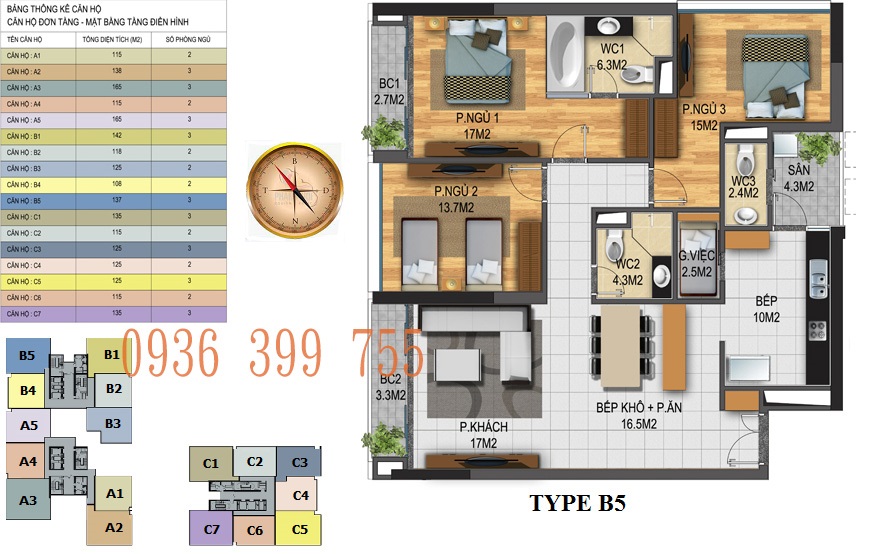 BẢNG THỐNG KÊ CĂN HỘ
CĂN HỘ ĐƠN TẦNG - MẶT BẰNG TẦNG ĐIỂN HÌNH
TÊN CĂN HỘ TỔNG DIỆN TÍCH (M2) SỐ PHÒNG NGỦ
CĂN HỘ : A1 115 2
CĂN HỘ : A2 138 3
CĂN HỘ : A3 165 3
CĂN HỘ : A4 115 2
CĂN HỘ : A5 165 3
CĂN HỘ : B1 142 3
CĂN HỘ : B2 118 2
CĂN HỘ : B3 125 2
CĂN HỘ : B4 108 2
CĂN HỘ : B5 137 3
CĂN HỘ : C1 135 3
CĂN HỘ : C2 115 2
CĂN HỘ : C3 125 3
CĂN HỘ : C4 125 2
CĂN HỘ : C5 125 3
CĂN HỘ : C6 115 2
CĂN HỘ : C7 135 3
B
T
D
N
BC1
2.7M2
P.NGỦ 1
17M2
WC1
6.3M2
P.NGỦ 3
15M2
P.NGỦ 2
13.7M2
WC3
2.4M2
SÂN
4.3M2
WC2
4.3M2
G.VIỆC
2.5M2
BẾP
10M2
BC2
3.3M2
P.KHÁCH
17M2
BẾP KHÔ + P.ĂN
16.5M2
0936 399 755
TYPE B5
B5
B1
B4
B2
A5
B3
A4
A3
A1
A2
C1
C2
C3
C4
C7
C6
C5